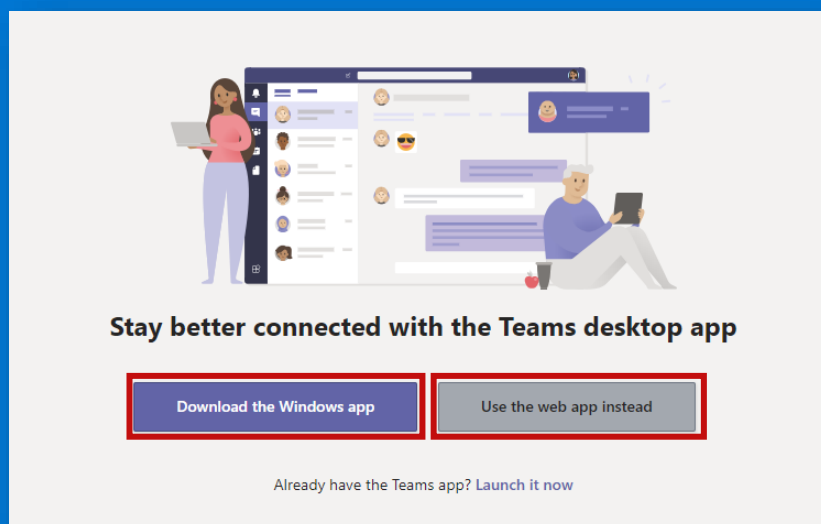 Stay better connected with the Teams desktop app
Download the Windows app
Use the web app instead
Already have the Teams app? Launch it now